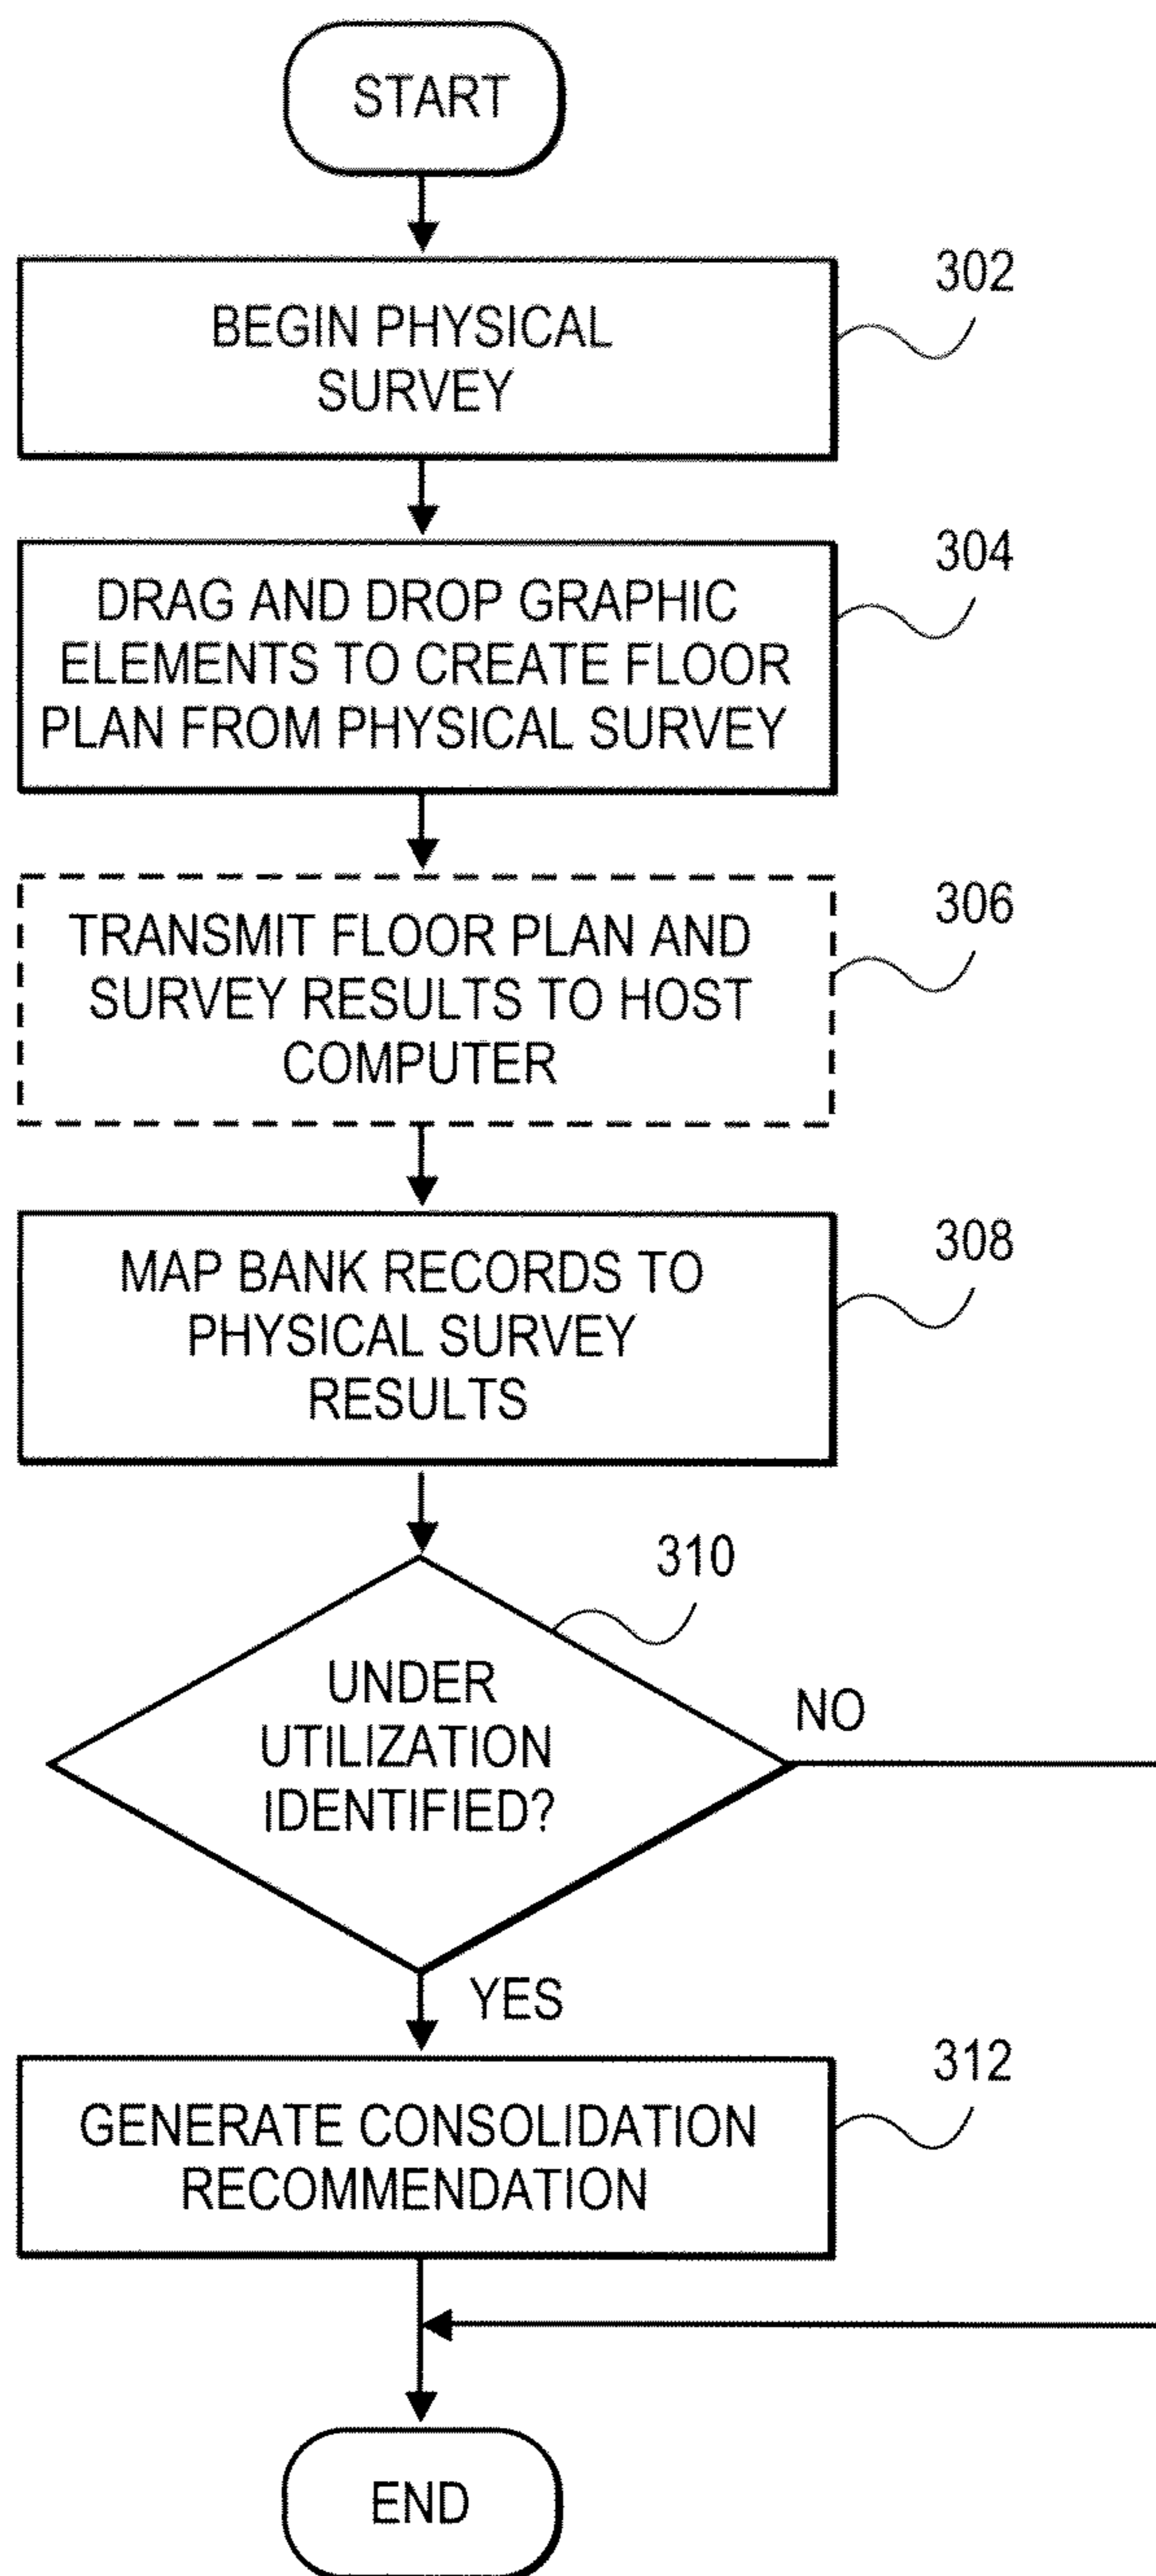 START
302
BEGIN PHYSICAL
SURVEY
304
DRAG AND DROP GRAPHIC
ELEMENTS TO CREATE FLOOR
PLAN FROM PHYSICAL SURVEY
306
TRANSMIT FLOOR PLAN AND
SURVEY RESULTS TO HOST
COMPUTER
308
MAP BANK RECORDS TO
PHYSICAL SURVEY
RESULTS
310
UNDER
UTILIZATION
IDENTIFIED?
NO
YES
312
GENERATE CONSOLIDATION
RECOMMENDATION
END